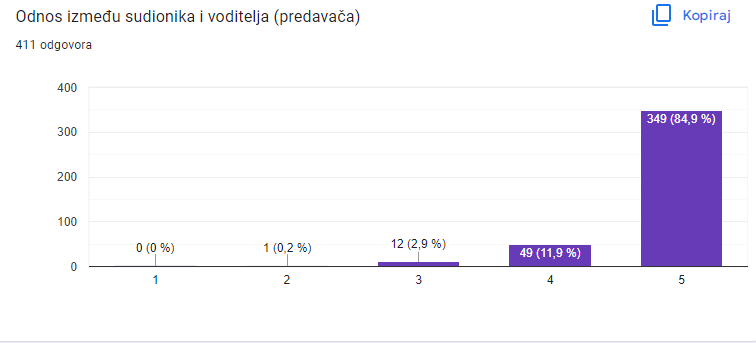 Odnos između sudionika i voditelja (predavača)
Kopiraj
411 odgovora
400
300
200
100
0
0 (0 %)
1 (0,2 %)
12 (2,9 %)
49 (11,9 %)
349 (84,9 %)
1
2
3
4
5